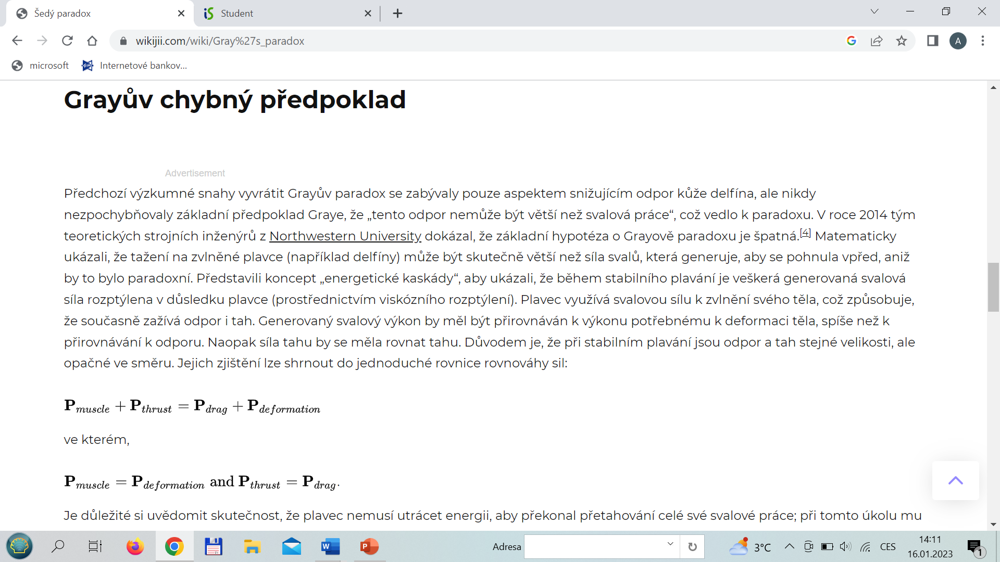 Šedý paradox
Student
wikijii.com/wiki/Gray%27s_paradox
A
microsoft
Internetové bankov...
Grayův chybný předpoklad
Advertisement
Předchozí výzkumné snahy vyvrátit Grayův paradox se zabývaly pouze aspektem snižujícím odpor kůže delfína, ale nikdy
nezpochybňovaly základní předpoklad Graye, že „tento odpor nemůže být větší než svalová práce“, což vedlo k paradoxu. V roce 2014 tým
teoretických strojních inženýrů z Northwestern University dokázal, že základní hypotéza o Grayově paradoxu je špatná.[4] Matematicky
ukázali, že tažení na zvlněné plavce (například delfíny) může být skutečně větší než síla svalů, která generuje, aby se pohnula vpřed, aniž
by to bylo paradoxní. Představili koncept „energetické kaskády“, aby ukázali, že během stabilního plavání je veškerá generovaná svalová
síla rozptýlena v důsledku plavce (prostřednictvím viskózního rozptýlení). Plavec využívá svalovou sílu k zvlnění svého těla, což způsobuje,
že současně zažívá odpor i tah. Generovaný svalový výkon by měl být přirovnáván k výkonu potřebnému k deformaci těla, spíše než k
přirovnávání k odporu. Naopak síla tahu by se měla rovnat tahu. Důvodem je, že při stabilním plavání jsou odpor a tah stejné velikosti, ale
opačné ve směru. Jejich zjištění lze shrnout do jednoduché rovnice rovnováhy sil:
P muscle + P thrust = P drag + P deformation
ve kterém,
P muscle = P deformation and P thrust = P drag.
Je důležité si uvědomit skutečnost, že plavec nemusí utrácet energii, aby překonal přetahování celé své svalové práce; při tomto úkolu mu
Adresa
3°C
CES
14:11
16.01.2023
1
W
P